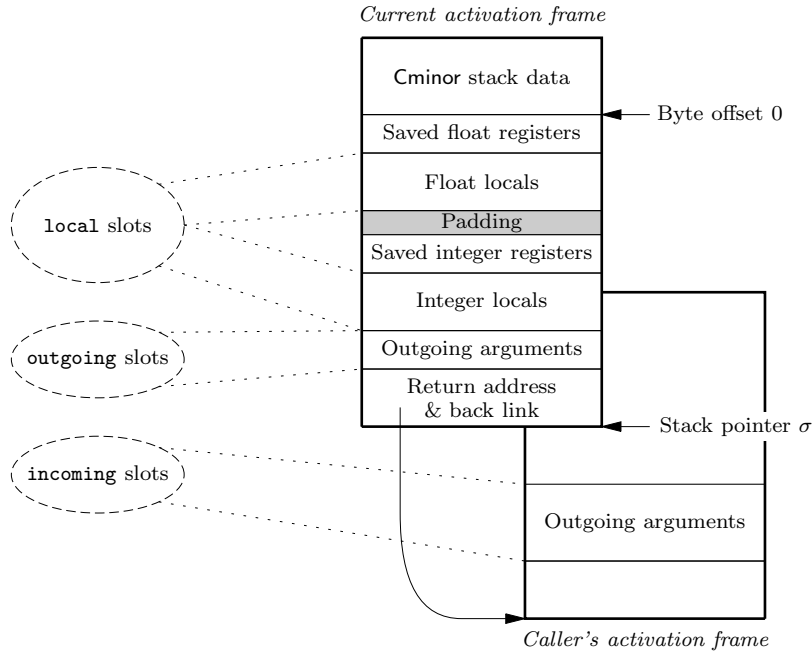 Current activation frame
Cminor stack data
Byte offset 0
Saved float registers
Float locals
local slots
Padding
Saved integer registers
Integer locals
outgoing slots
Outgoing arguments
Return address
& back link
Stack pointer σ
incoming slots
Outgoing arguments
Caller's activation frame